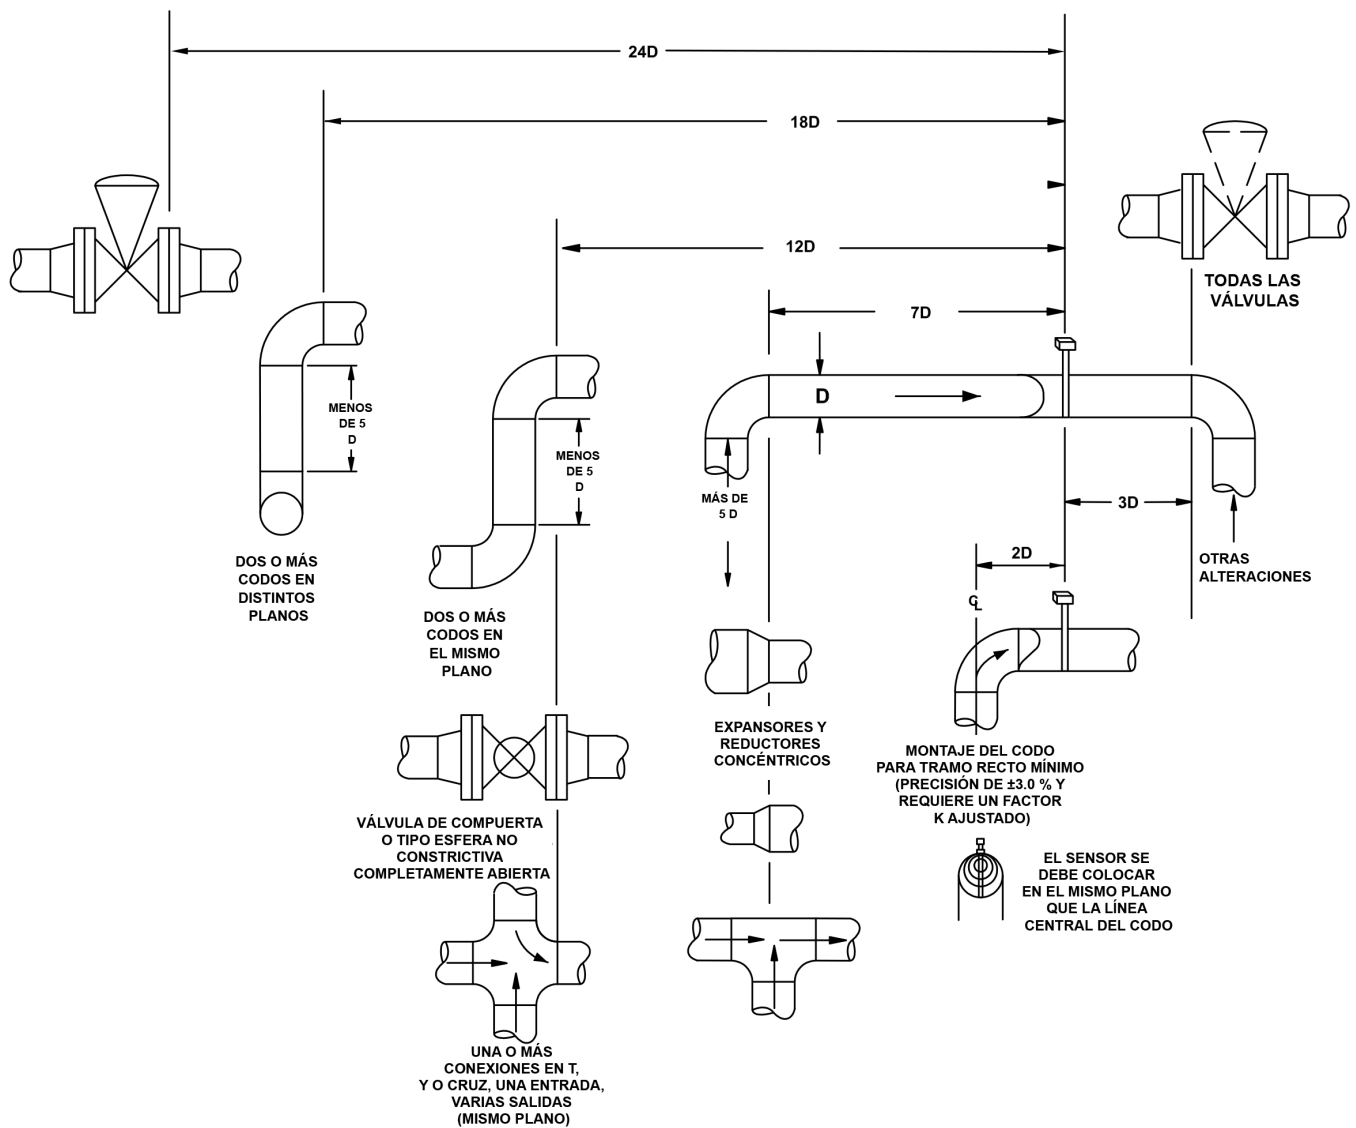 24D
18D
12D
TODAS LAS
VÁLVULAS
7D
D
MENOS
DE 5
D
MENOS
DE 5
D
MÁS DE
5 D
3D
2D
OTRAS
ALTERACIONES
DOS O MÁS
CODOS EN
DISTINTOS
PLANOS
DOS O MÁS
CODOS EN
EL MISMO
PLANO
CL
EXPANSORES Y
REDUCTORES
CONCÉNTRICOS
MONTAJE DEL CODO
PARA TRAMO RECTO MÍNIMO
(PRECISIÓN DE ±3.0 % Y
REQUIERE UN FACTOR
K AJUSTADO)
VÁLVULA DE COMPUERTA
O TIPO ESFERA NO
CONSTRICTIVA
COMPLETAMENTE ABIERTA
EL SENSOR SE
DEBE COLOCAR
EN EL MISMO PLANO
QUE LA LÍNEA
CENTRAL DEL CODO
UNA O MÁS
CONEXIONES EN T,
Y O CRUZ, UNA ENTRADA,
VARIAS SALIDAS
(MISMO PLANO)